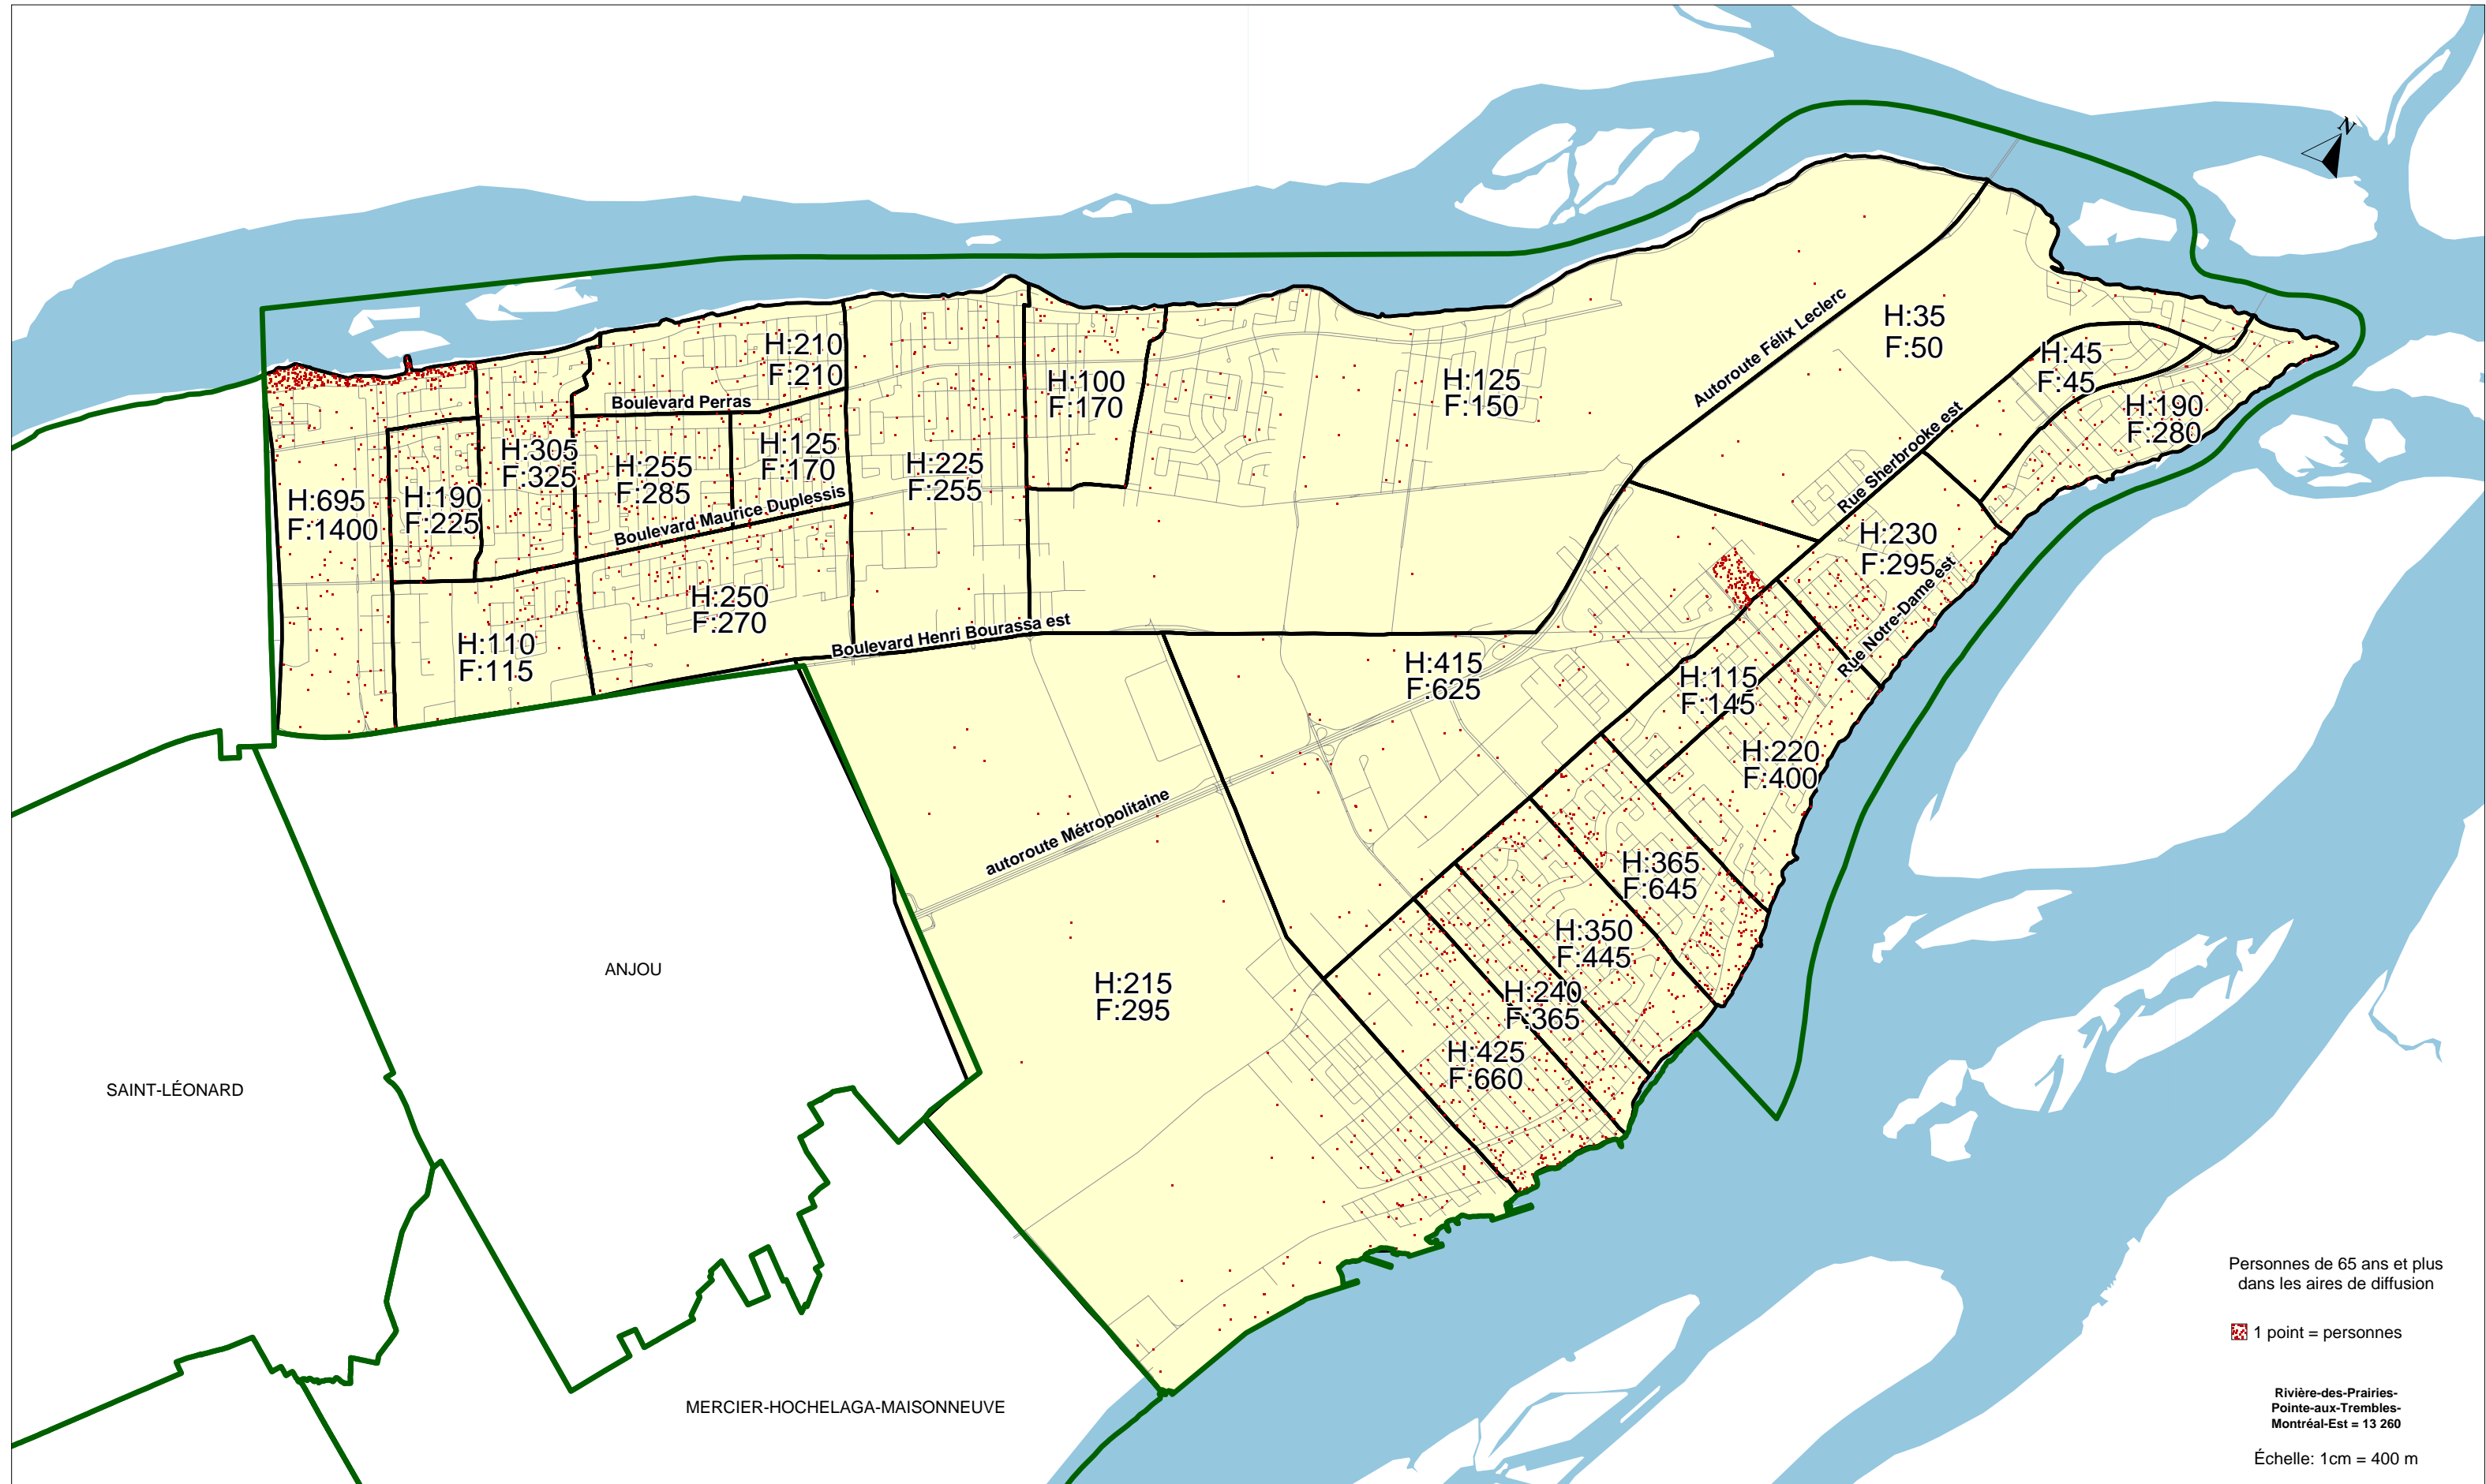 N
H:35
F:50
Autoroute Félix Leclerc
H:210
F:210
H:45
F:45
H:100
F:170
H:125
F:150
Boulevard Perras
H:190
F:280
Rue Sherbrooke est
H:305
F:325
H:125
F:170
H:255
F:285
H:225
F:255
H:695
F:1400
H:190
F:225
Boulevard Maurice Duplessis
H:230
F:295
Rue Notre-Dame est
H:250
F:270
H:110
F:115
Boulevard Henri Bourassa est
H:415
F:625
H:115
F:145
H:220
F:400
autoroute Métropolitaine
H:365
F:645
H:350
F:445
ANJOU
H:215
F:295
H:240
F:365
H:425
F:660
SAINT-LÉONARD
MERCIER-HOCHELAGA-MAISONNEUVE
Personnes de 65 ans et plus
dans les aires de diffusion
1 point = personnes
Rivière-des-Prairies-
Pointe-aux-Trembles-
Montréal-Est = 13 260
Échelle: 1cm = 400 m